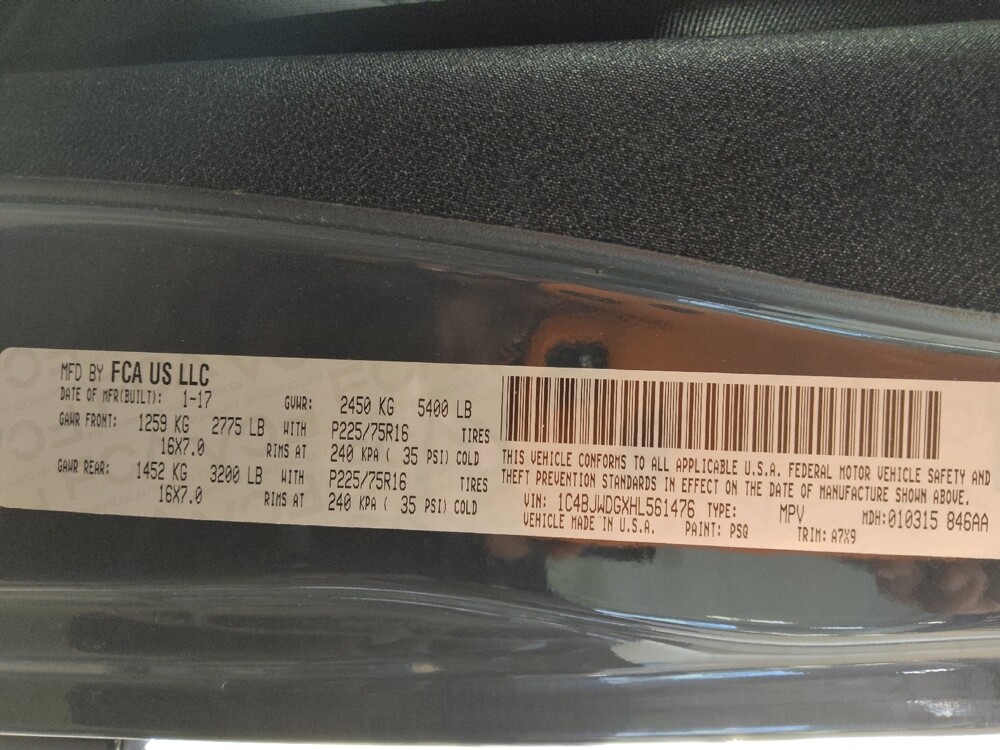 MFD BY FCA US LLC
DATE OF MFR(BUILT): 1-17 GVWR: 2450 KG 5400 LB
GAWR FRONT: 1259 KG 2775 LB WITH P225/75R16 TIRES
16X7.0 RIMS AT 240 KPA ( 35 PSI) COLD
GAWR REAR: 1452 KG 3200 LB WITH P225/75R16 TIRES
16X7.0 RIMS AT 240 KPA ( 35 PSI) COLD
THIS VEHICLE CONFORMS TO ALL APPLICABLE U.S.A. FEDERAL MOTOR VEHICLE SAFETY AND
THEFT PREVENTION STANDARDS IN EFFECT ON THE DATE OF MANUFACTURE SHOWN ABOVE.
VIN: 1C4BJWDGXHL561476 TYPE: MPV MDH:010315 846AA
VEHICLE MADE IN U.S.A. PAINT: PSQ TRIM: A7X9